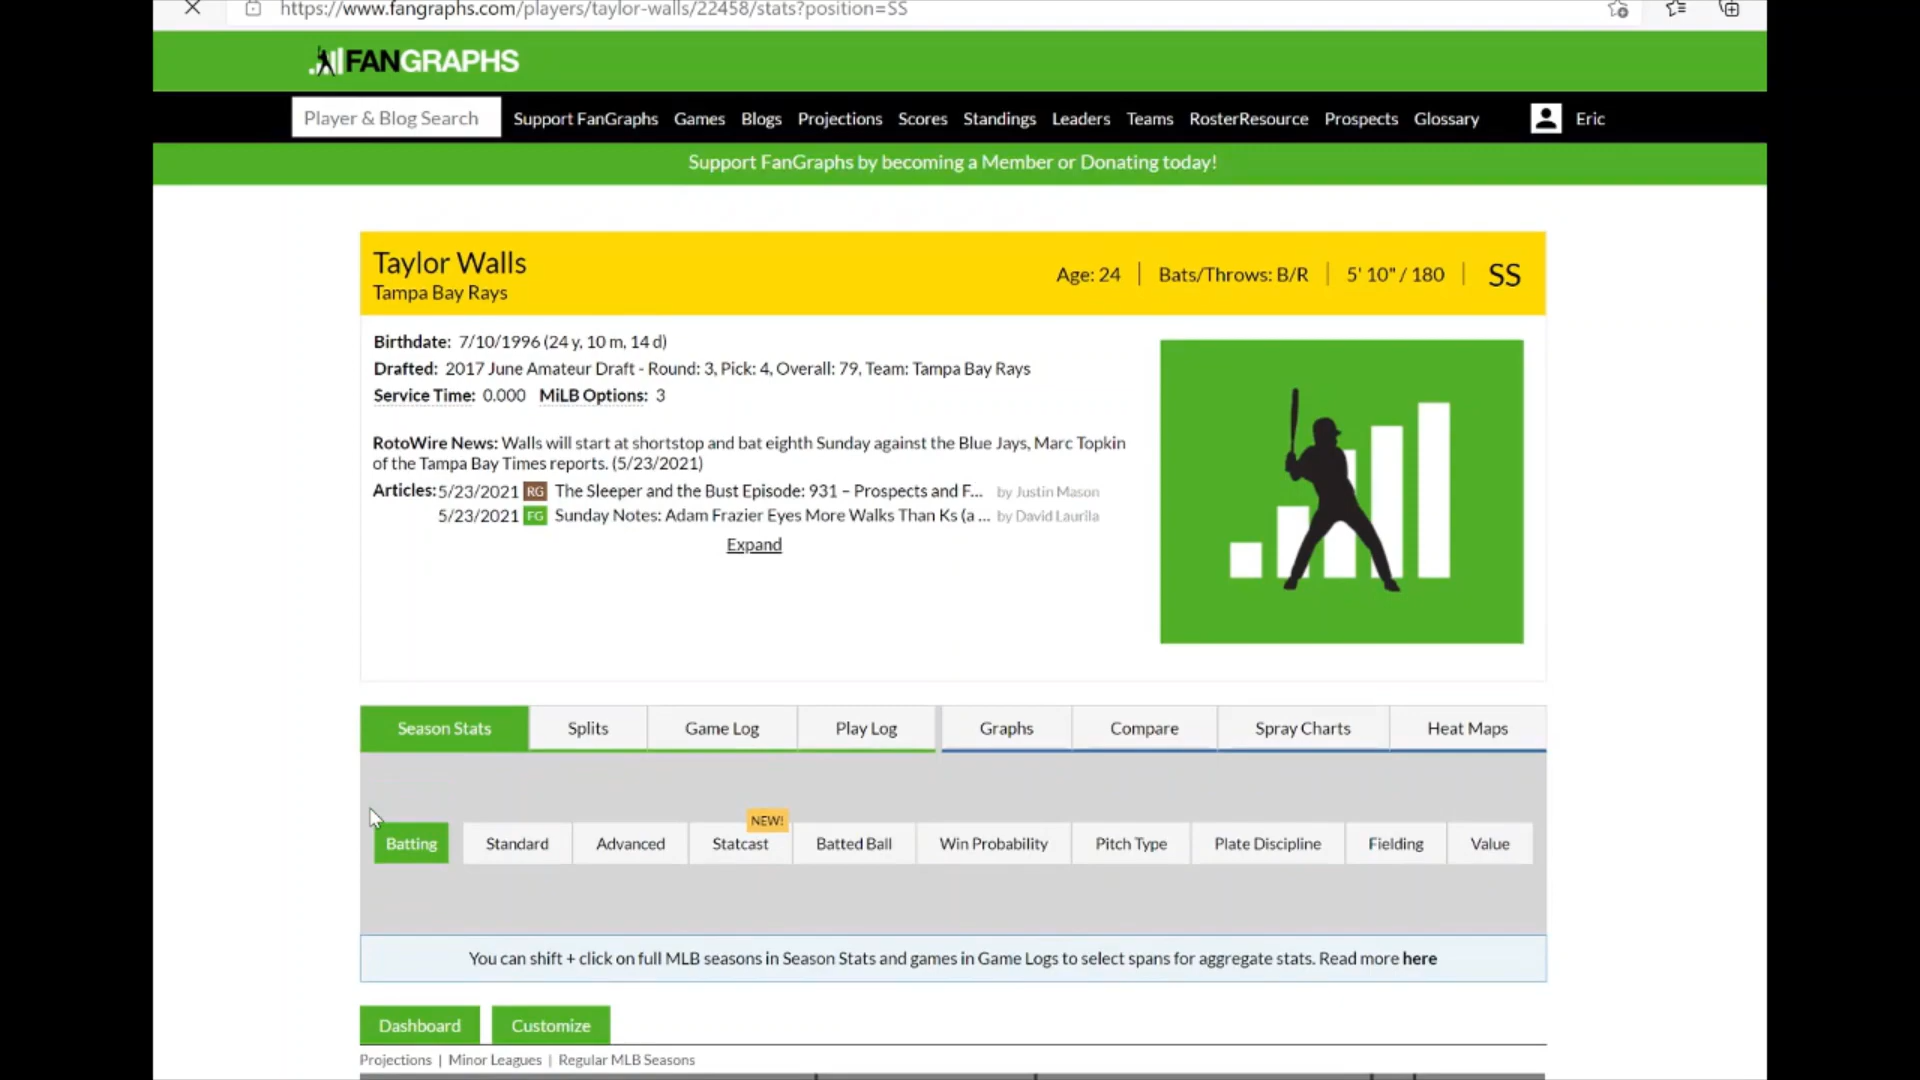 https://www.fangraphs.com/players/taylor-walls/22458/stats?position=SS
FANGRAPHS
Player & Blog Search Support FanGraphs Games Blogs Projections Scores Standings Leaders Teams RosterResource Prospects Glossary Eric
Support FanGraphs by becoming a Member or Donating today!
Taylor Walls
Tampa Bay Rays
Age: 24 | Bats/Throws: B/R | 5' 10" / 180 | SS
Birthdate: 7/10/1996 (24 y, 10 m, 14 d)
Drafted: 2017 June Amateur Draft - Round: 3, Pick: 4, Overall: 79, Team: Tampa Bay Rays
Service Time: 0.000 MiLB Options: 3
RotoWire News: Walls will start at shortstop and bat eighth Sunday against the Blue Jays, Marc Topkin
of the Tampa Bay Times reports. (5/23/2021)
Articles: 5/23/2021 RG The Sleeper and the Bust Episode: 931 – Prospects and F... by Justin Mason
5/23/2021 FG Sunday Notes: Adam Frazier Eyes More Walks Than Ks (a ... by David Laurila
Expand
Season Stats Splits Game Log Play Log Graphs Compare Spray Charts Heat Maps
NEW!
Batting Standard Advanced Statcast Batted Ball Win Probability Pitch Type Plate Discipline Fielding Value
You can shift + click on full MLB seasons in Season Stats and games in Game Logs to select spans for aggregate stats. Read more here
Dashboard Customize
Projections | Minor Leagues | Regular MLB Seasons